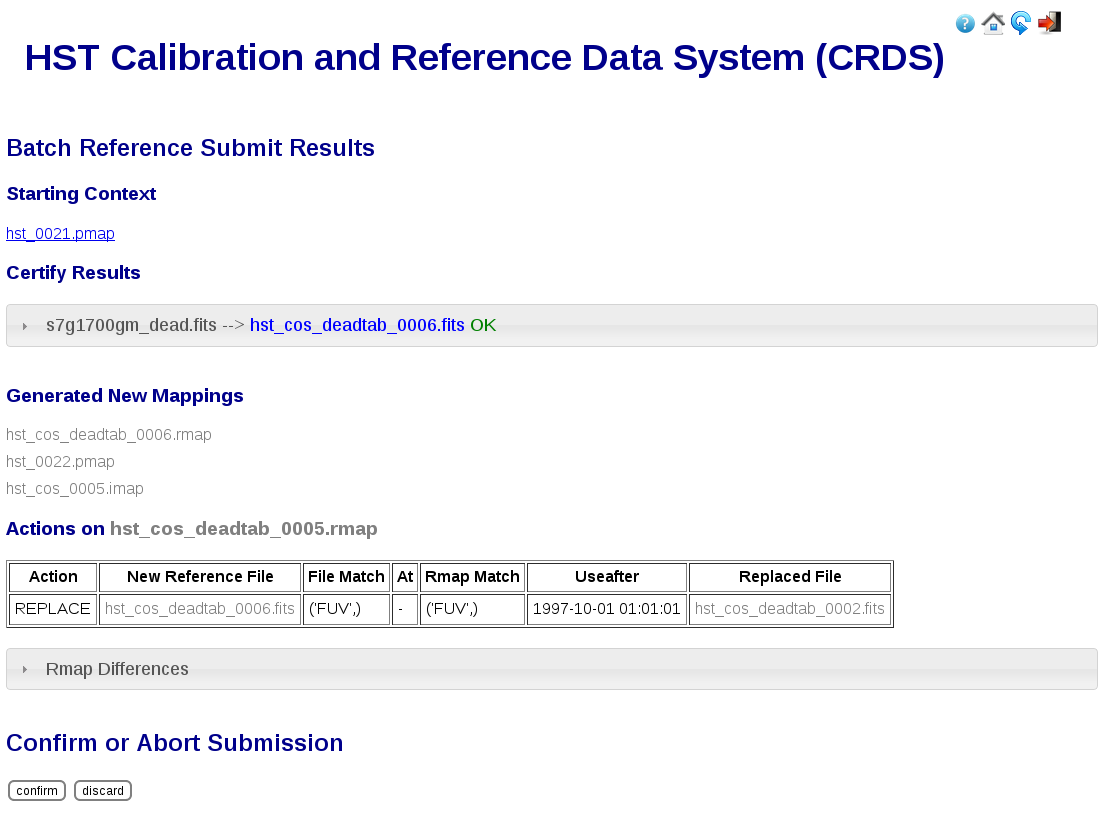 HST Calibration and Reference Data System (CRDS)
Batch Reference Submit Results
Starting Context
hst_0021.pmap
Certify Results
s7g1700gm_dead.fits --> hst_cos_deadtab_0006.fits OK
Generated New Mappings
hst_cos_deadtab_0006.rmap
hst_0022.pmap
hst_cos_0005.imap
Actions on hst_cos_deadtab_0005.rmap
Action New Reference File File Match At Rmap Match Useafter Replaced File
REPLACE hst_cos_deadtab_0006.fits ('FUV',) - ('FUV',) 1997-10-01 01:01:01 hst_cos_deadtab_0002.fits
Rmap Differences
Confirm or Abort Submission
confirm discard